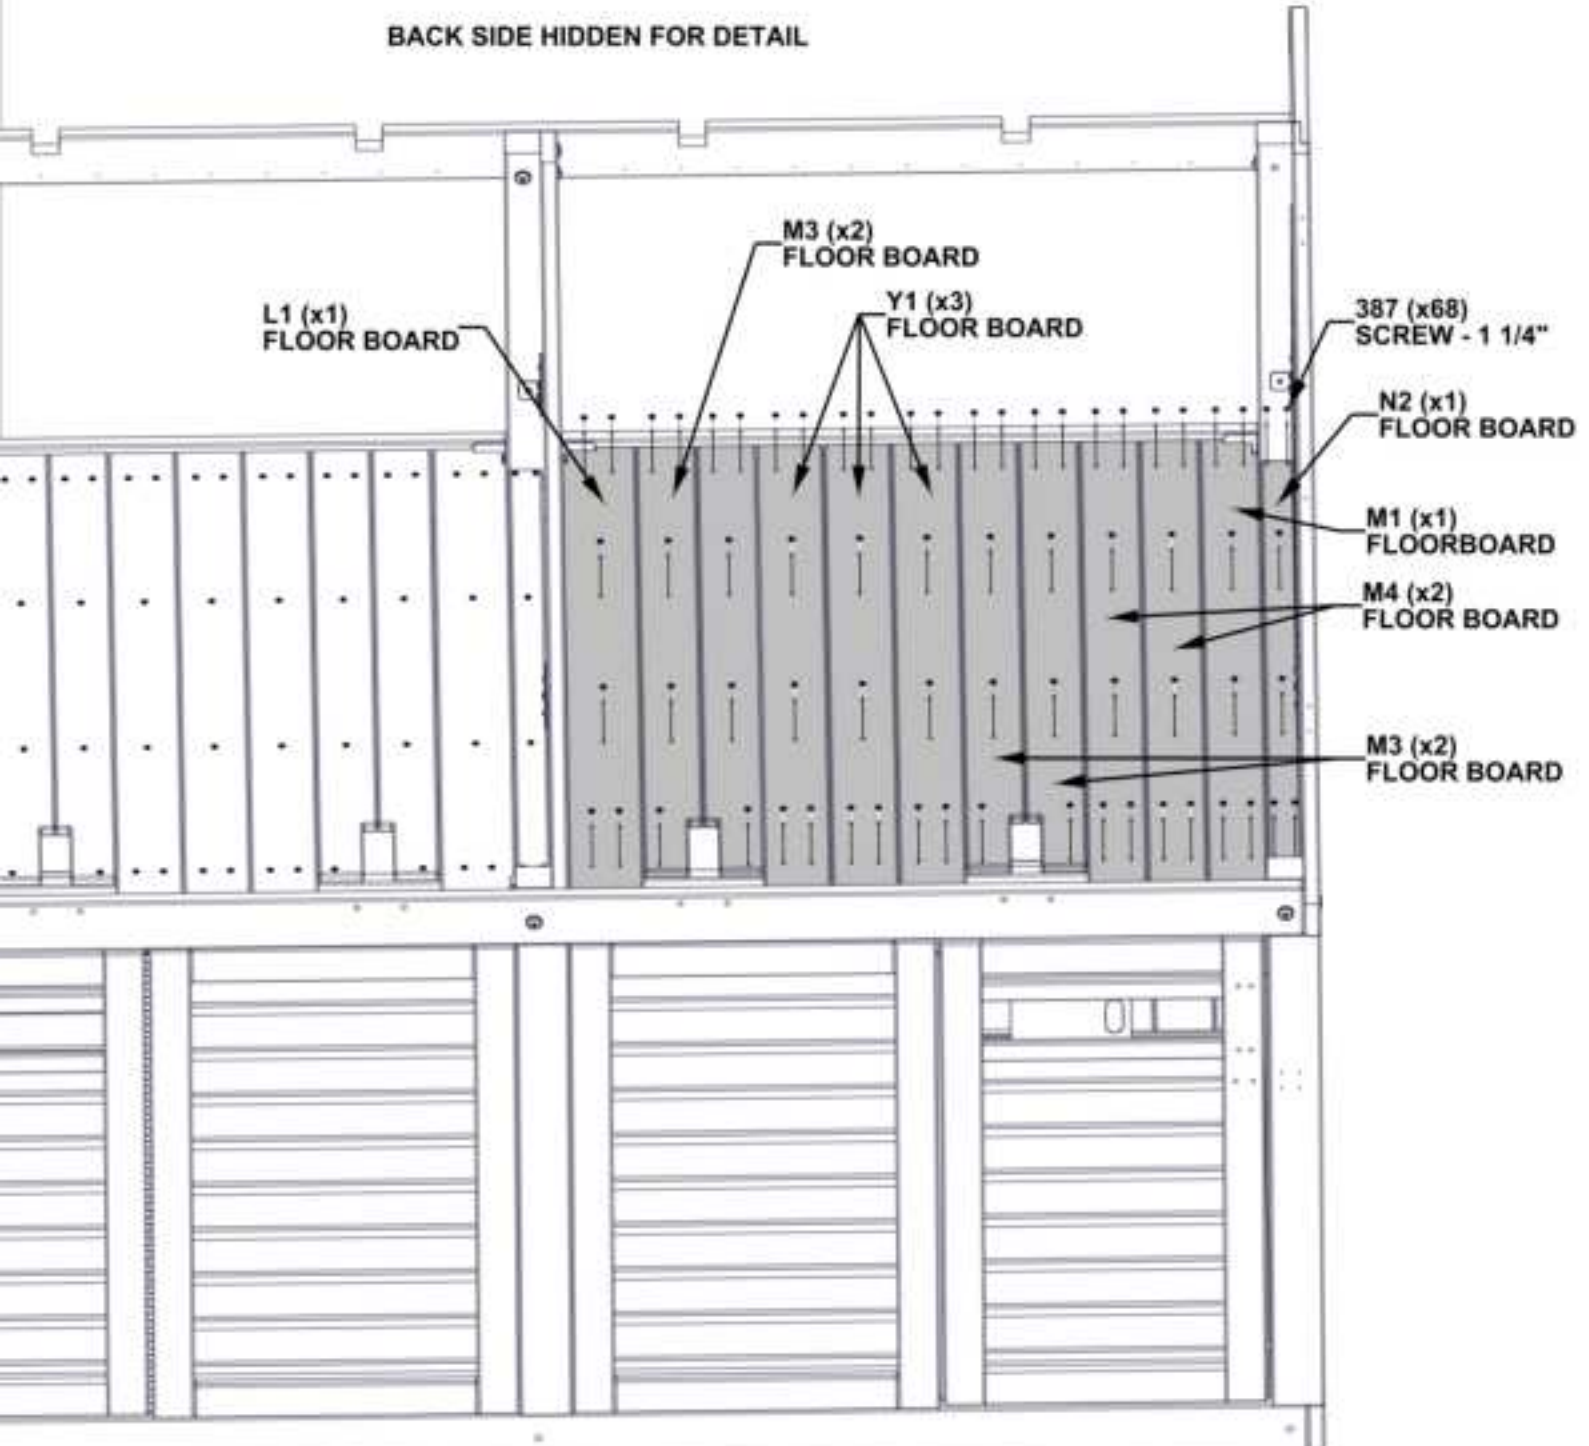 BACK SIDE HIDDEN FOR DETAIL
M3 (x2)
FLOOR BOARD
L1 (x1)
FLOOR BOARD
Y1 (x3)
FLOOR BOARD
387 (x68)
SCREW - 1 1/4"
N2 (x1)
FLOOR BOARD
M1 (x1)
FLOORBOARD
M4 (x2)
FLOOR BOARD
M3 (x2)
FLOOR BOARD